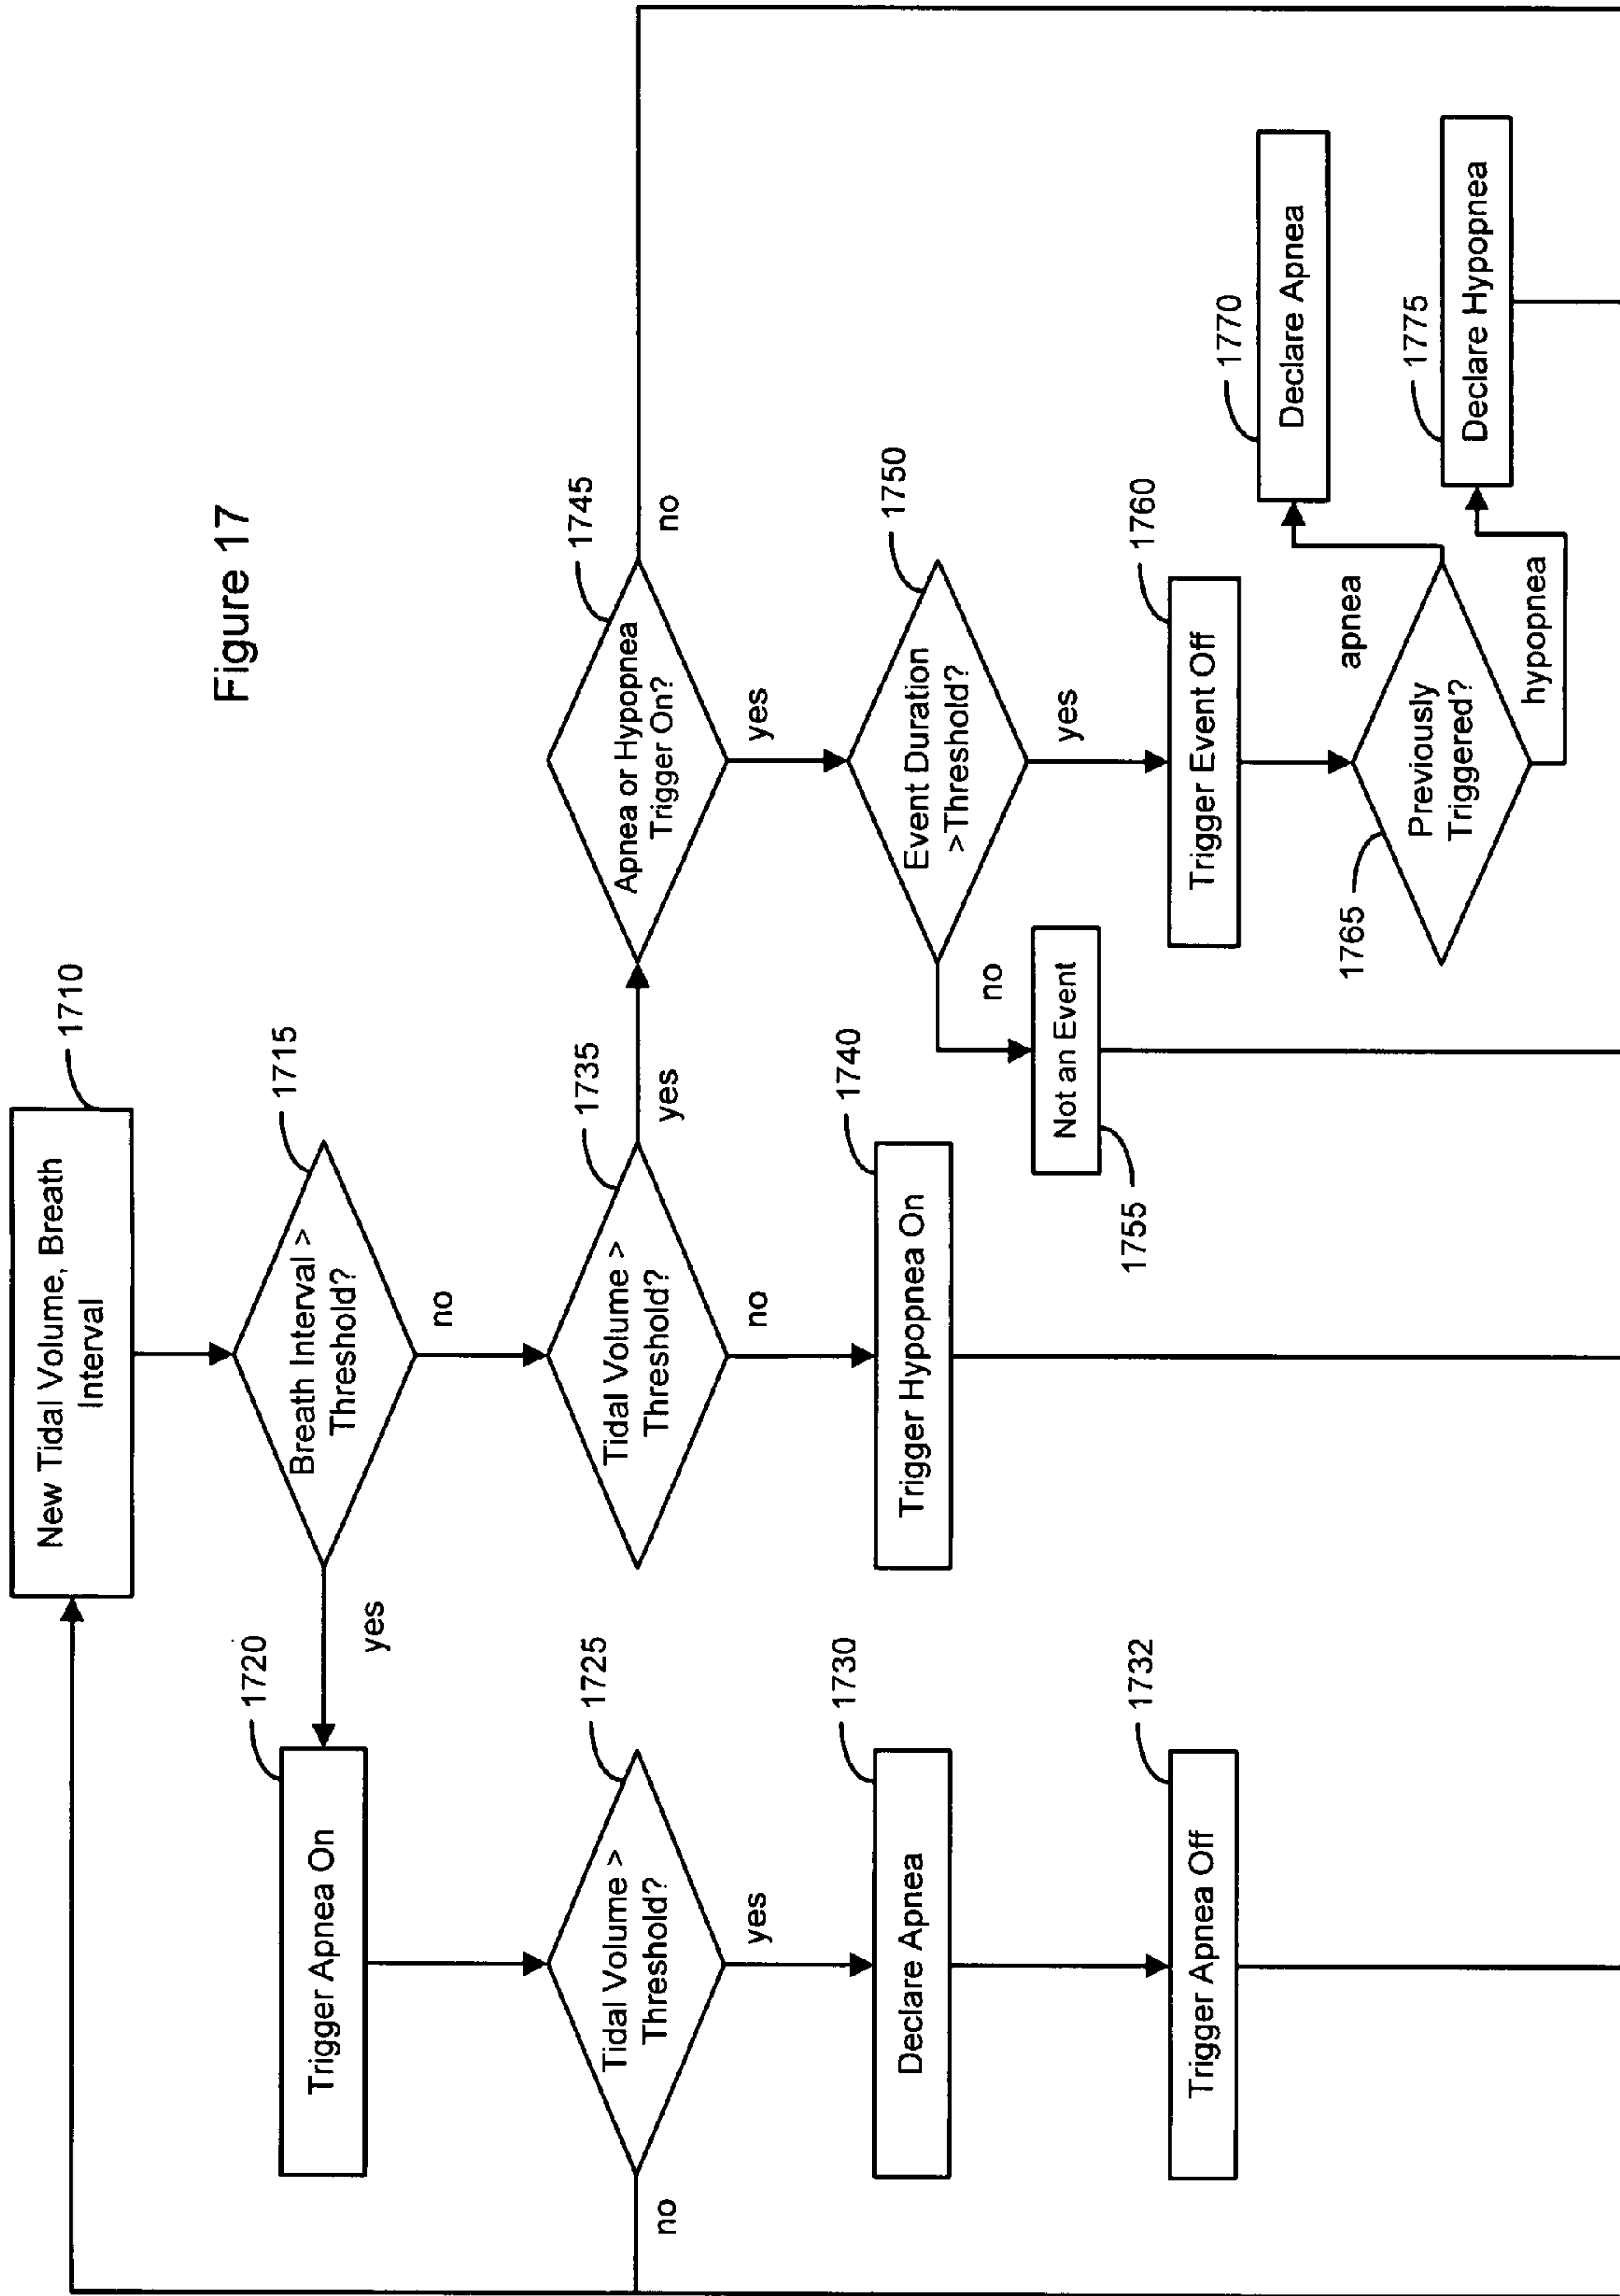 Figure 17
New Tidal Volume, Breath
Interval
1710
Breath Interval >
Threshold?
1715
yes
no
Trigger Apnea On
1720
Tidal Volume >
Threshold?
1725
no
yes
Declare Apnea
1730
Trigger Apnea Off
1732
Tidal Volume >
Threshold?
1735
yes
no
Trigger Hypopnea On
1740
Apnea or Hypopnea
Trigger On?
1745
no
yes
Event Duration
>Threshold?
1750
no
yes
Not an Event
1755
Trigger Event Off
1760
Previously
Triggered?
1765
apnea
hypopnea
Declare Apnea
1770
Declare Hypopnea
1775